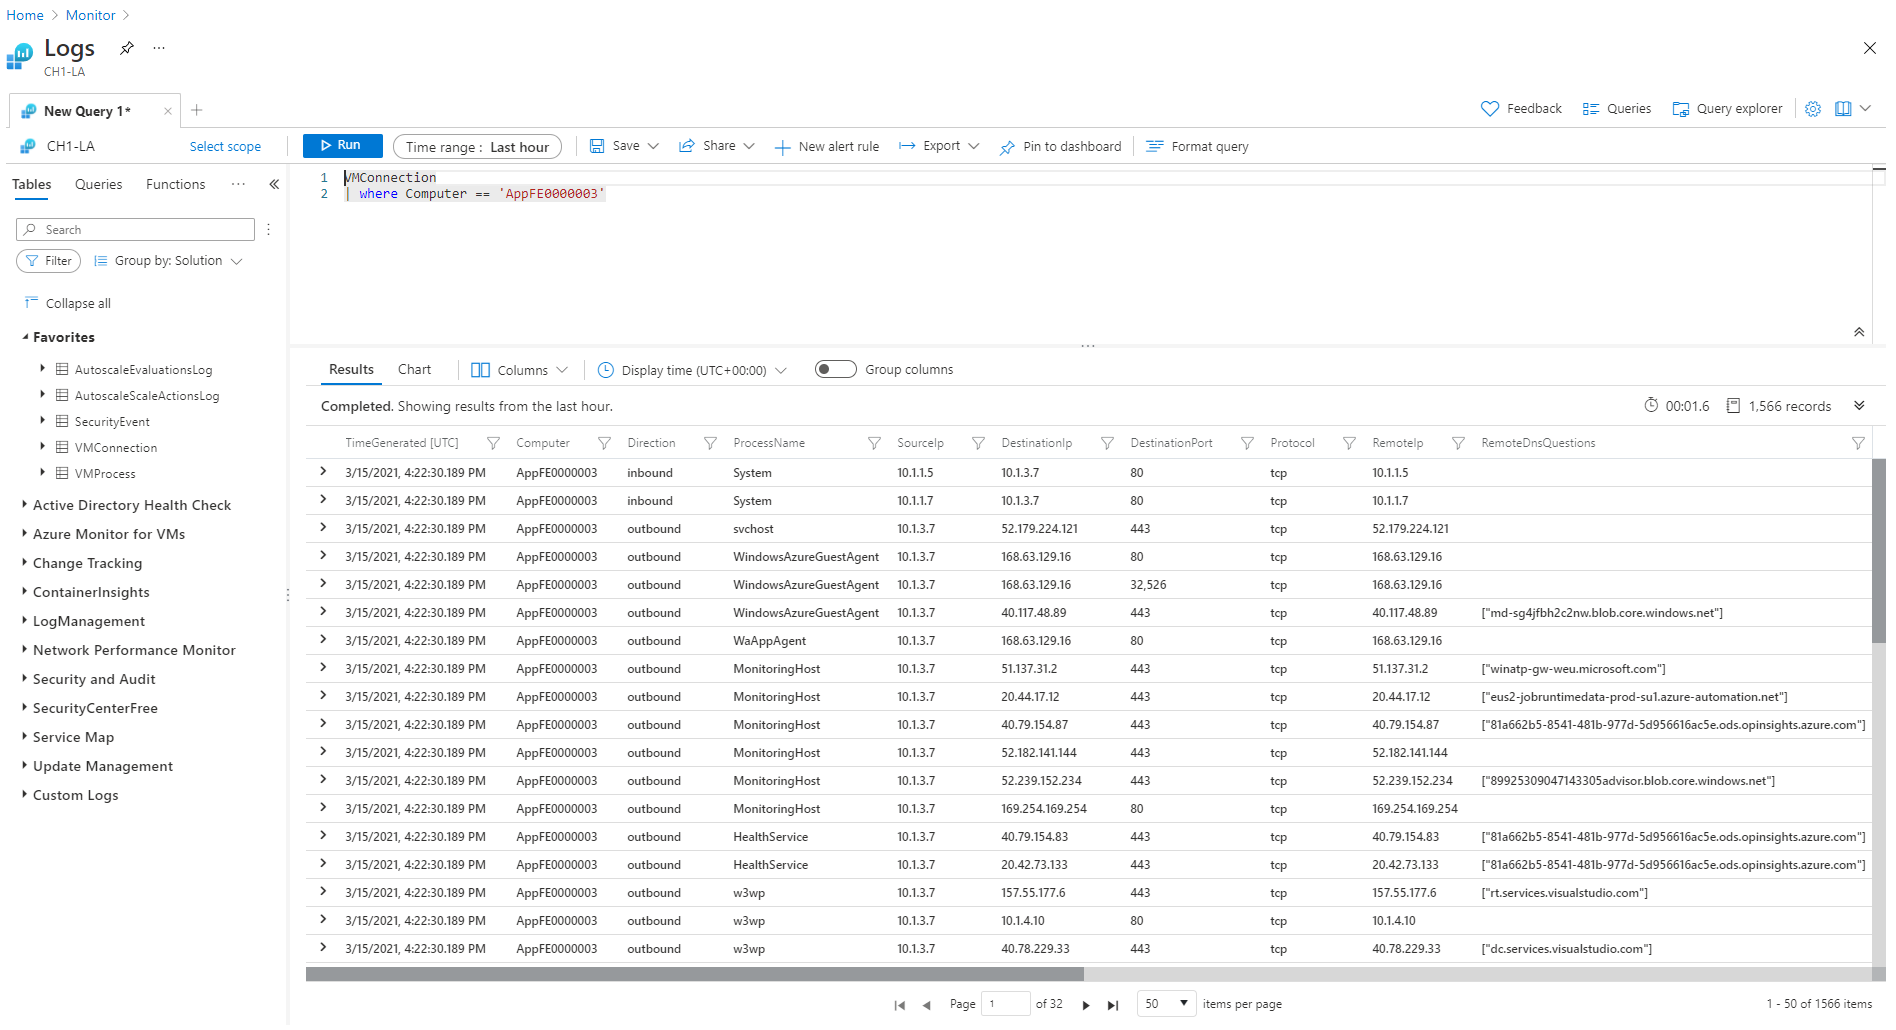 Home > Monitor >
Logs ...
CH1-LA
New Query 1* × +
Feedback Queries Query explorer
CH1-LA Select scope Run Time range : Last hour Save Share New alert rule Export Pin to dashboard Format query
Tables Queries Functions ... «
1 VMConnection
2 | where Computer == 'AppFE0000003'
Search
Filter Group by: Solution
Collapse all
Favorites
AutoscaleEvaluationsLog
AutoscaleScaleActionsLog
SecurityEvent
VMConnection
VMProcess
Active Directory Health Check
Azure Monitor for VMs
Change Tracking
ContainerInsights
LogManagement
Network Performance Monitor
Security and Audit
SecurityCenterFree
Service Map
Update Management
Custom Logs
Results Chart Columns Display time (UTC+00:00) Group columns
Completed. Showing results from the last hour. 00:01.6 1,566 records
TimeGenerated [UTC] Computer Direction ProcessName SourceIp DestinationIp DestinationPort Protocol RemoteIp RemoteDnsQuestions
3/15/2021, 4:22:30.189 PM AppFE0000003 inbound System 10.1.1.5 10.1.3.7 80 tcp 10.1.1.5
3/15/2021, 4:22:30.189 PM AppFE0000003 inbound System 10.1.1.7 10.1.3.7 80 tcp 10.1.1.7
3/15/2021, 4:22:30.189 PM AppFE0000003 outbound svchost 10.1.3.7 52.179.224.121 443 tcp 52.179.224.121
3/15/2021, 4:22:30.189 PM AppFE0000003 outbound WindowsAzureGuestAgent 10.1.3.7 168.63.129.16 80 tcp 168.63.129.16
3/15/2021, 4:22:30.189 PM AppFE0000003 outbound WindowsAzureGuestAgent 10.1.3.7 168.63.129.16 32,526 tcp 168.63.129.16
3/15/2021, 4:22:30.189 PM AppFE0000003 outbound WindowsAzureGuestAgent 10.1.3.7 40.117.48.89 443 tcp 40.117.48.89 ["md-sg4jfbh2c2nw.blob.core.windows.net"]
3/15/2021, 4:22:30.189 PM AppFE0000003 outbound WaAppAgent 10.1.3.7 168.63.129.16 80 tcp 168.63.129.16
3/15/2021, 4:22:30.189 PM AppFE0000003 outbound MonitoringHost 10.1.3.7 51.137.31.2 443 tcp 51.137.31.2 ["winatp-gw-weu.microsoft.com"]
3/15/2021, 4:22:30.189 PM AppFE0000003 outbound MonitoringHost 10.1.3.7 20.44.17.12 443 tcp 20.44.17.12 ["eus2-jobruntimedata-prod-su1.azure-automation.net"]
3/15/2021, 4:22:30.189 PM AppFE0000003 outbound MonitoringHost 10.1.3.7 40.79.154.87 443 tcp 40.79.154.87 ["81a662b5-8541-481b-977d-5d956616ac5e.ods.opinsights.azure.com"]
3/15/2021, 4:22:30.189 PM AppFE0000003 outbound MonitoringHost 10.1.3.7 52.182.141.144 443 tcp 52.182.141.144
3/15/2021, 4:22:30.189 PM AppFE0000003 outbound MonitoringHost 10.1.3.7 52.239.152.234 443 tcp 52.239.152.234 ["89925309047143305advisor.blob.core.windows.net"]
3/15/2021, 4:22:30.189 PM AppFE0000003 outbound MonitoringHost 10.1.3.7 169.254.169.254 80 tcp 169.254.169.254
3/15/2021, 4:22:30.189 PM AppFE0000003 outbound HealthService 10.1.3.7 40.79.154.83 443 tcp 40.79.154.83 ["81a662b5-8541-481b-977d-5d956616ac5e.ods.opinsights.azure.com"]
3/15/2021, 4:22:30.189 PM AppFE0000003 outbound HealthService 10.1.3.7 20.42.73.133 443 tcp 20.42.73.133 ["81a662b5-8541-481b-977d-5d956616ac5e.ods.opinsights.azure.com"]
3/15/2021, 4:22:30.189 PM AppFE0000003 outbound w3wp 10.1.3.7 157.55.177.6 443 tcp 157.55.177.6 ["rt.services.visualstudio.com"]
3/15/2021, 4:22:30.189 PM AppFE0000003 outbound w3wp 10.1.3.7 10.1.4.10 80 tcp 10.1.4.10
3/15/2021, 4:22:30.189 PM AppFE0000003 outbound w3wp 10.1.3.7 40.78.229.33 443 tcp 40.78.229.33 ["dc.services.visualstudio.com"]
Page 1 of 32 50 items per page 1 - 50 of 1566 items